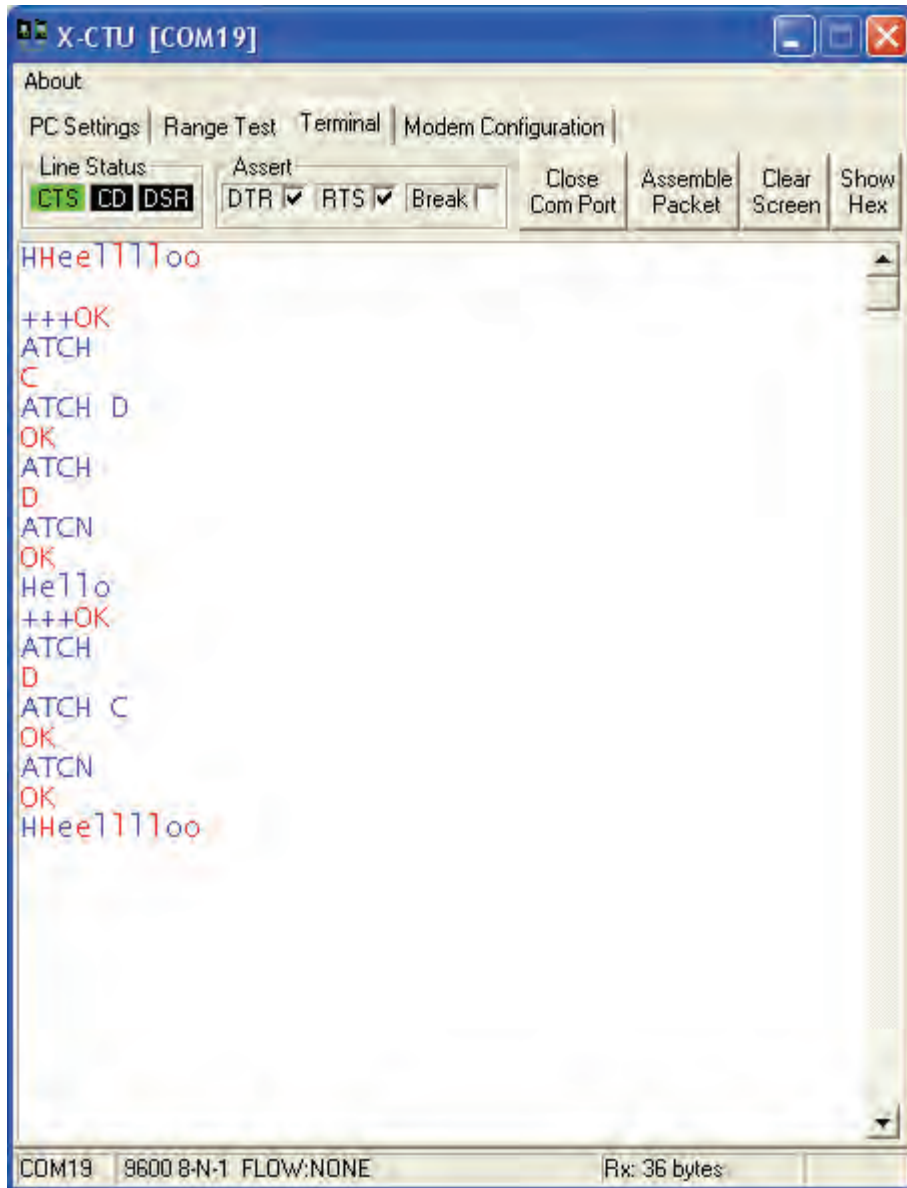 X-CTU [COM19]
About
PC Settings Range Test Terminal Modem Configuration
Line Status Assert
CTS CD DSR DTR RTS Break Close Com Port Assemble Packet Clear Screen Show Hex
HHeelllloo
+++OK
ATCH
C
ATCH D
OK
ATCH
D
ATCN
OK
Hello
+++OK
ATCH
D
ATCH C
OK
ATCN
OK
HHeelllloo
COM19 9600 8-N-1 FLOW:NONE Rx: 36 bytes